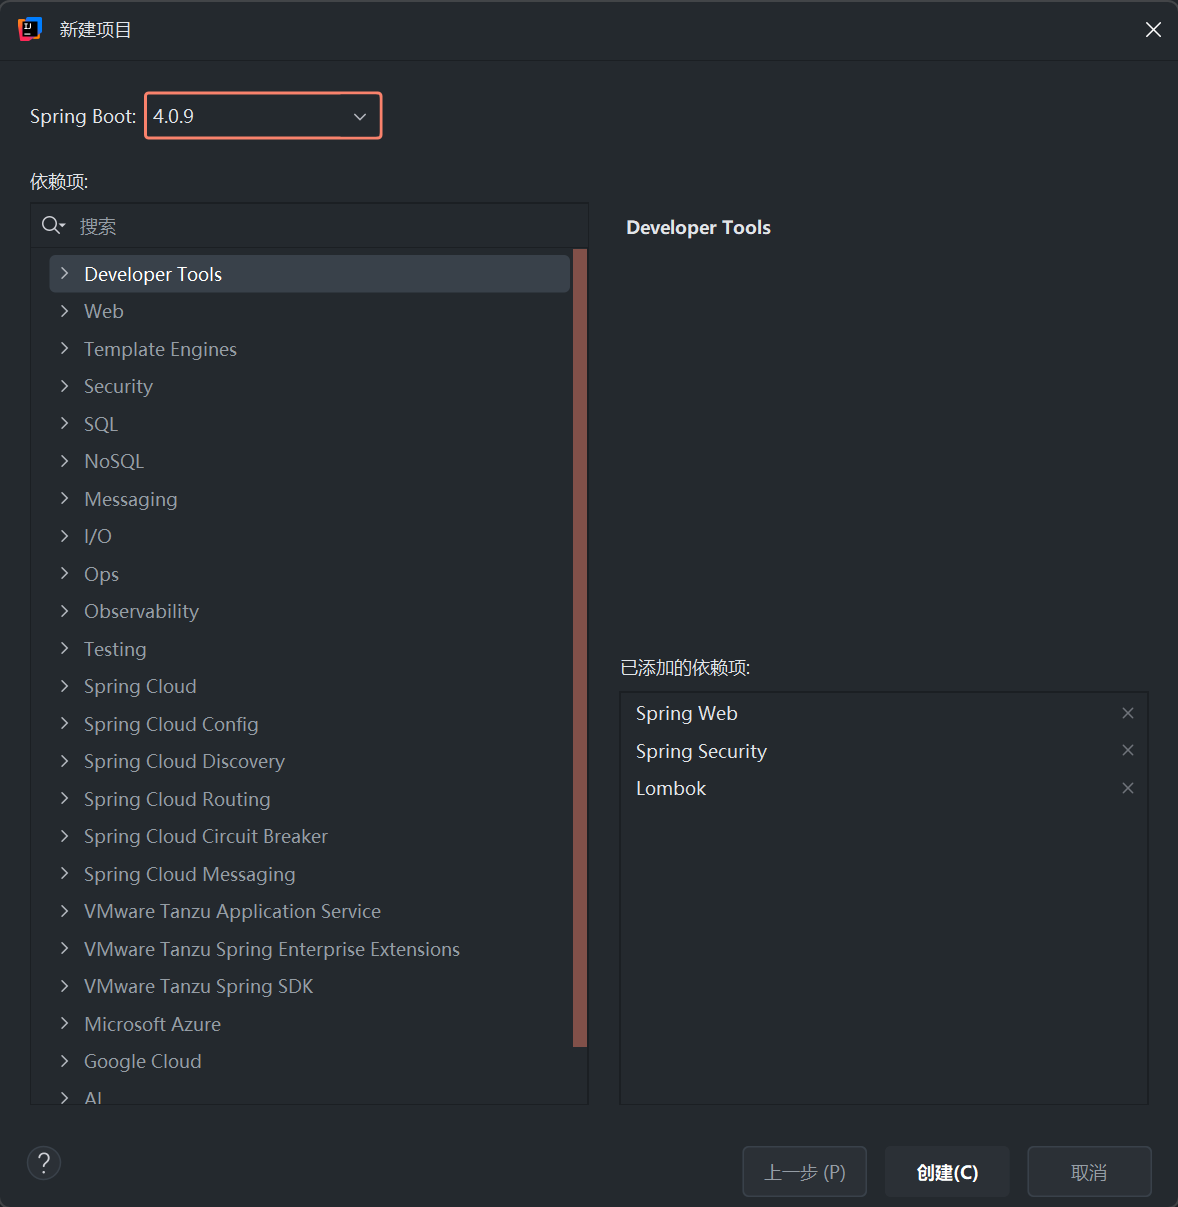 新建项目
Spring Boot: 4.0.9
依赖项:
搜索
Developer Tools
Web
Template Engines
Security
SQL
NoSQL
Messaging
I/O
Ops
Observability
Testing
Spring Cloud
Spring Cloud Config
Spring Cloud Discovery
Spring Cloud Routing
Spring Cloud Circuit Breaker
Spring Cloud Messaging
VMware Tanzu Application Service
VMware Tanzu Spring Enterprise Extensions
VMware Tanzu Spring SDK
Microsoft Azure
Google Cloud
AI
Developer Tools
已添加的依赖项:
Spring Web
Spring Security
Lombok
?
上一步 (P)
创建(C)
取消